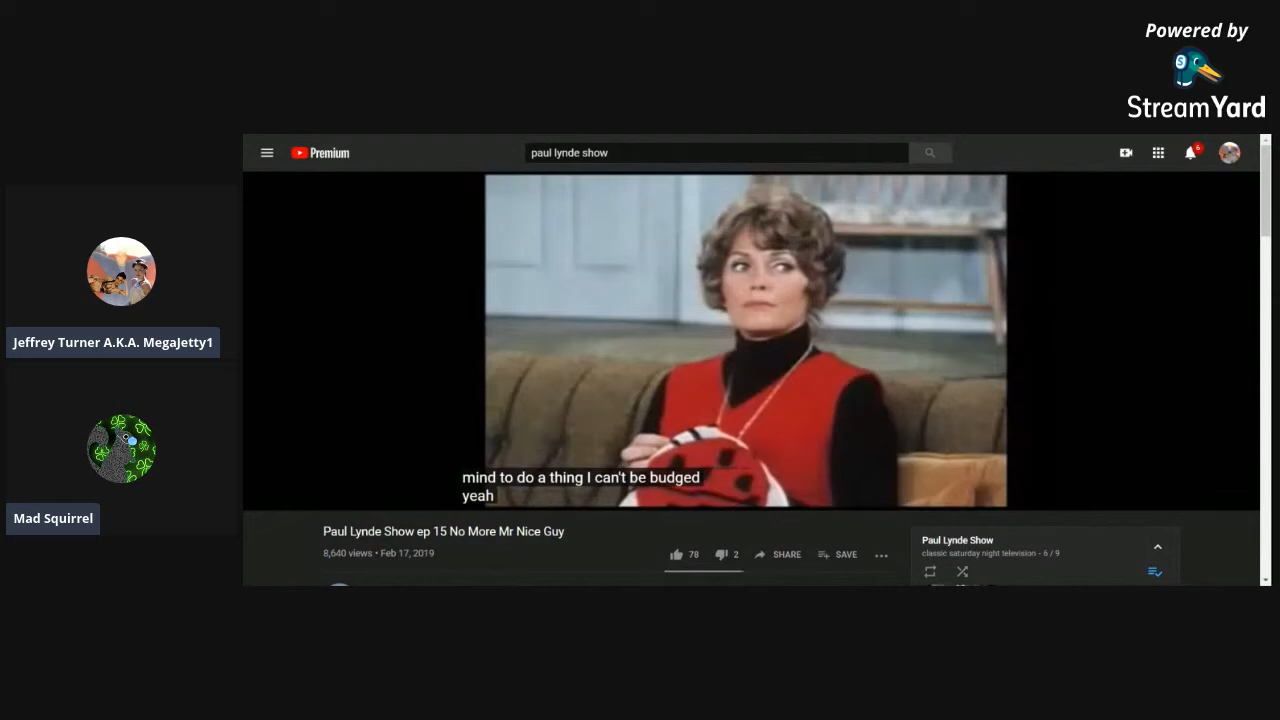 Powered by
StreamYard
Premium
paul lynde show
6
Jeffrey Turner A.K.A. MegaJetty1
Mad Squirrel
mind to do a thing I can't be budged
yeah
Paul Lynde Show ep 15 No More Mr Nice Guy
8,640 views • Feb 17, 2019
78
2
SHARE
SAVE
Paul Lynde Show
classic saturday night television - 6 / 9